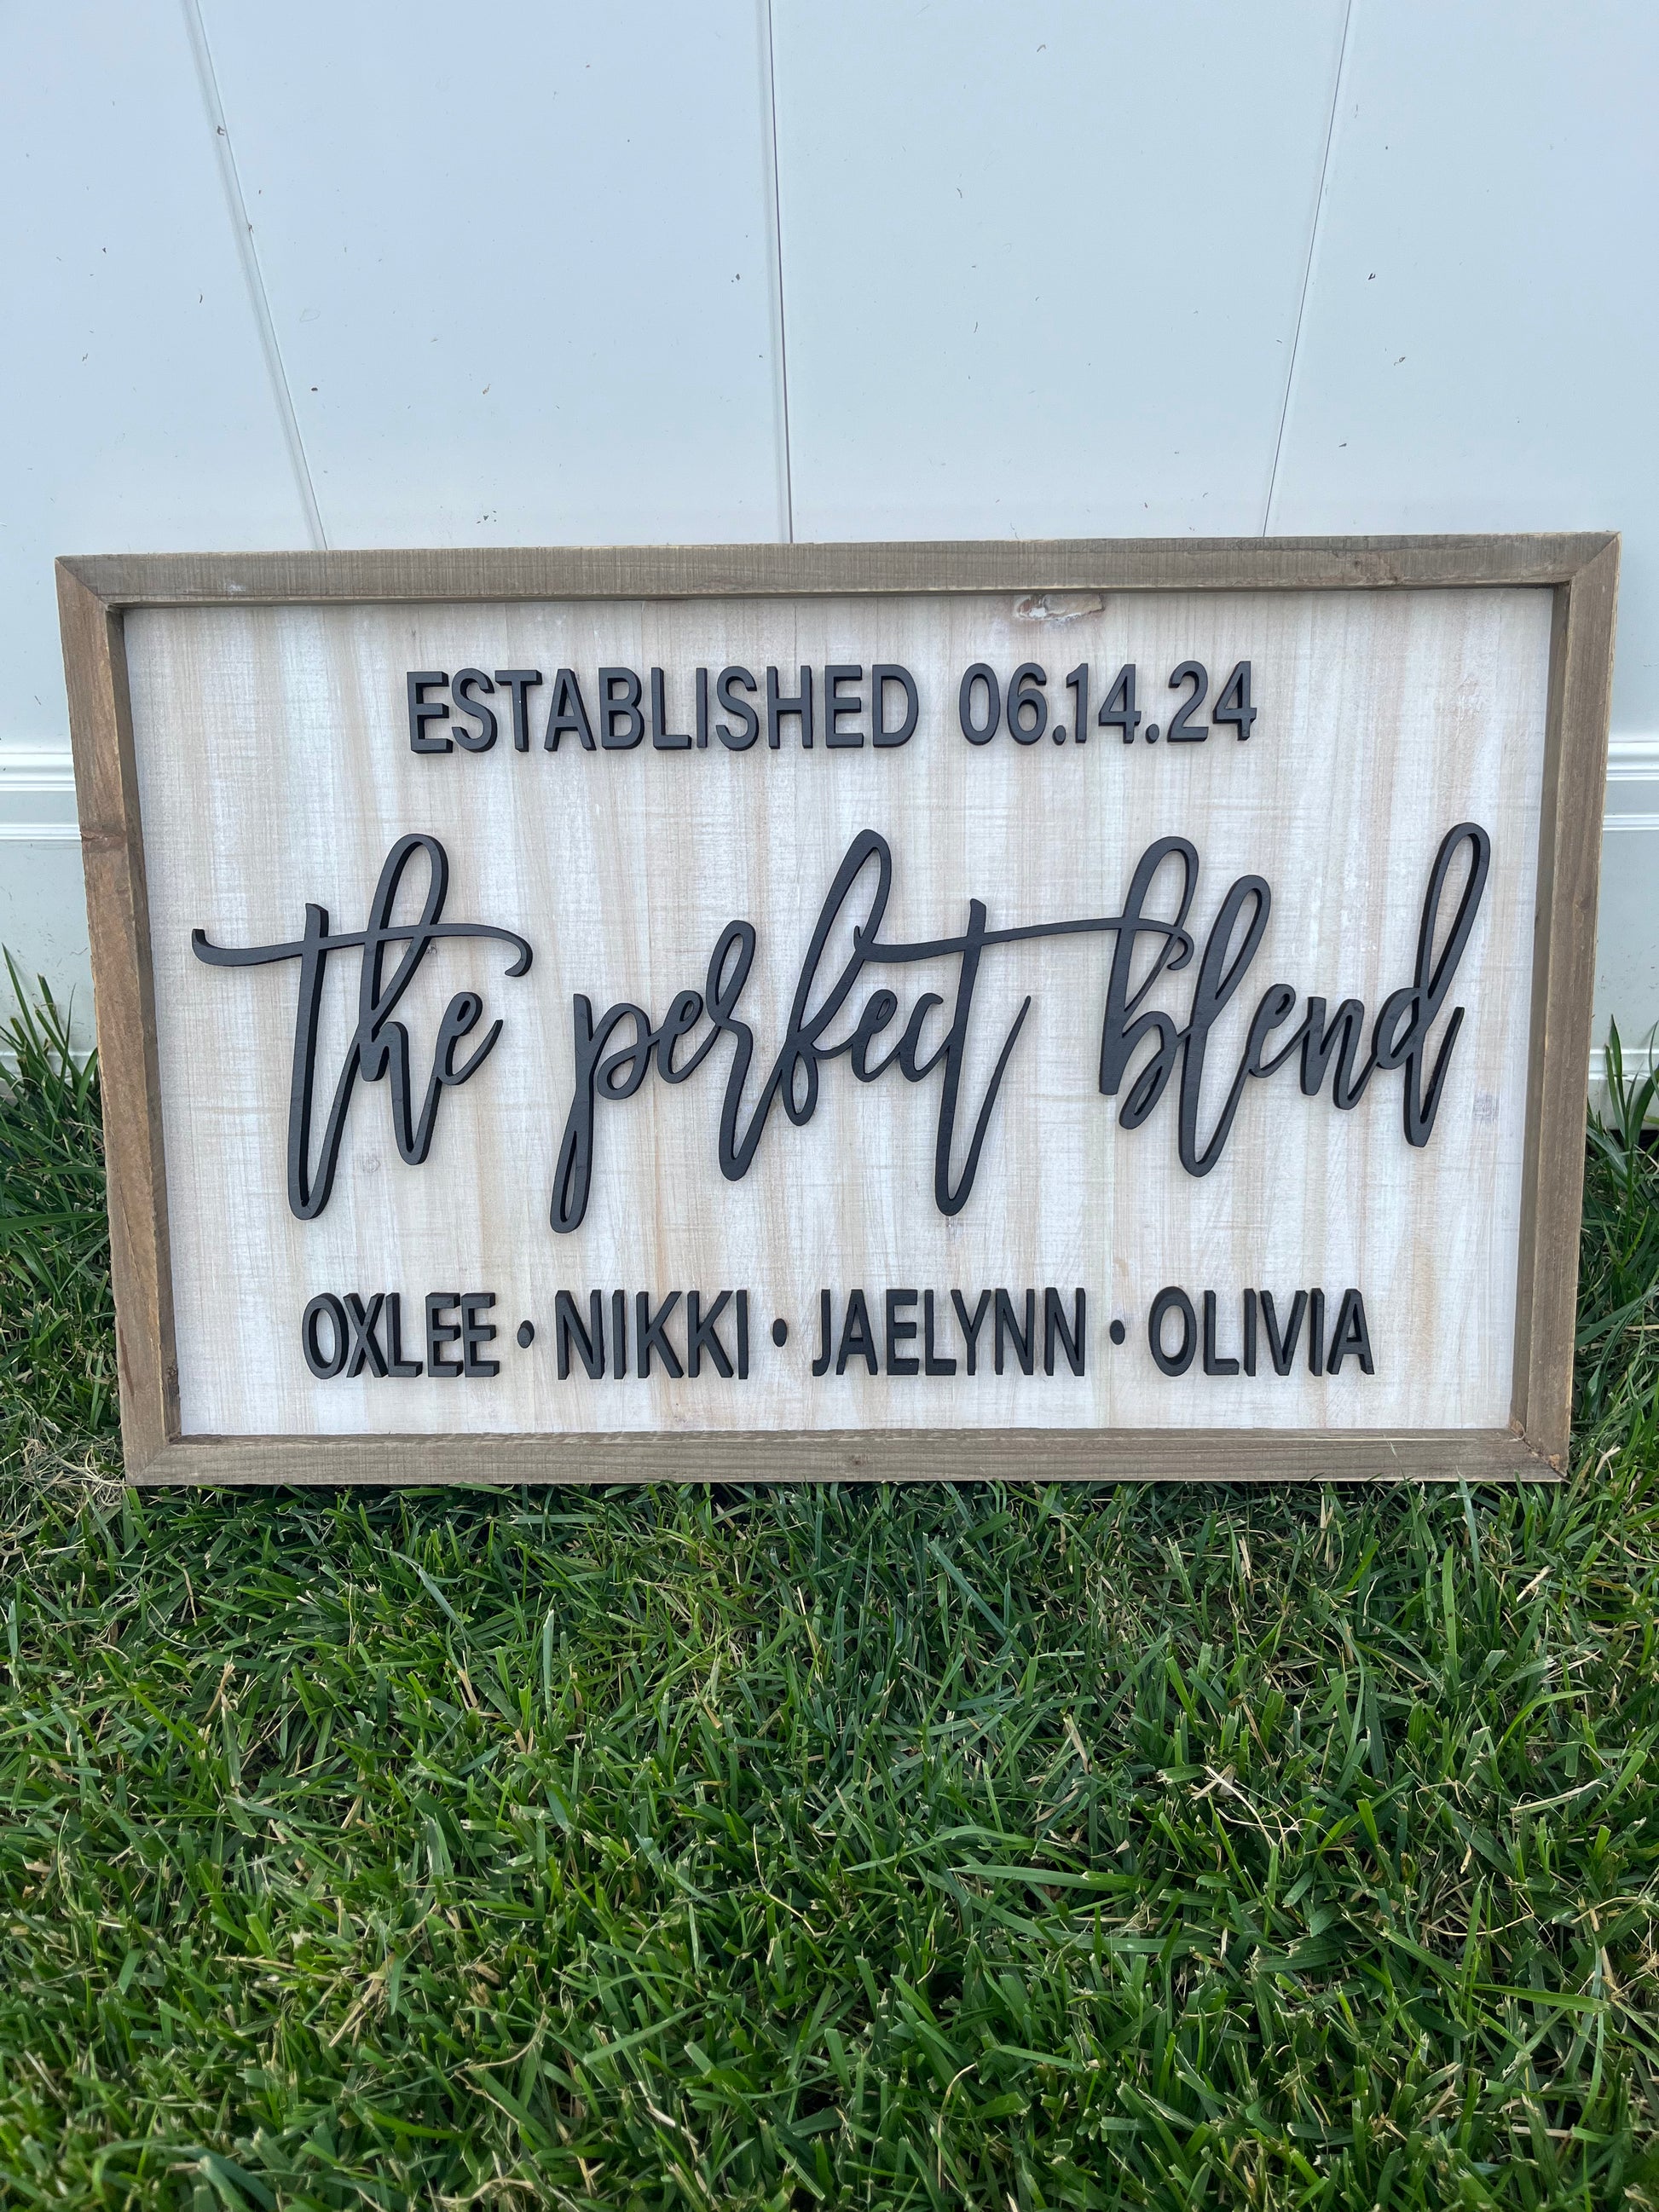 ESTABLISHED 06.14.24
the perfect blend
OXLEE • NIKKI • JAELYNN • OLIVIA